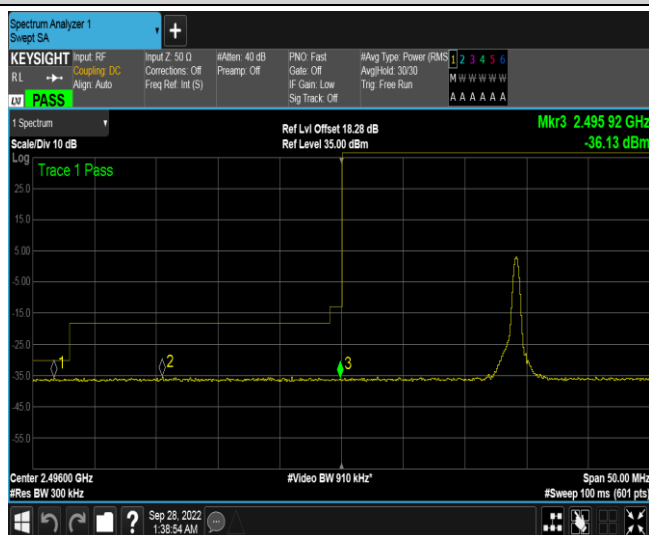 Spectrum Analyzer 1
Swept SA
+
KEYSIGHT
RL
LXI PASS
Input: RF
Coupling: DC
Align: Auto
Input Z: 50 Ω
Corrections: Off
Freq Ref: Int (S)
#Atten: 40 dB
Preamp: Off
PNO: Fast
Gate: Off
IF Gain: Low
Sig Track: Off
#Avg Type: Power (RMS
Avg|Hold: 30/30
Trig: Free Run
1 2 3 4 5 6
M W W W W W
A A A A A A
1 Spectrum
Scale/Div 10 dB
Ref Lvl Offset 18.28 dB
Ref Level 35.00 dBm
Mkr3 2.495 92 GHz
-36.13 dBm
Log
Trace 1 Pass
25.0
15.0
5.00
-5.00
-15.0
-25.0
-35.0
-45.0
-55.0
1
2
3
Center 2.49600 GHz
#Res BW 300 kHz
#Video BW 910 kHz*
Span 50.00 MHz
#Sweep 100 ms (601 pts)
?
Sep 28, 2022
1:38:54 AM